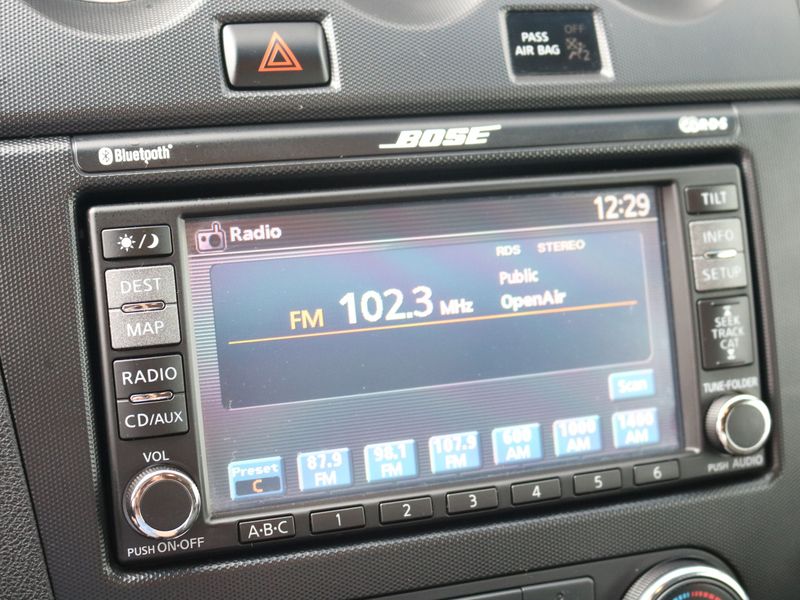 PASS
AIR BAG
OFF
2
Bluetooth
BOSE
Radio
12:29
RDS STEREO
Public
OpenAir
FM 102.3 MHz
Scan
Preset
C
87.9
FM
98.1
FM
107.9
FM
AM
1000
AM
1400
AM
DEST
MAP
RADIO
CD/AUX
VOL
PUSH ON·OFF
A·B·C
1
2
3
4
5
6
TILT
INFO
SETUP
SEEK
TRACK
CAT
TUNE·FOLDER
PUSH AUDIO